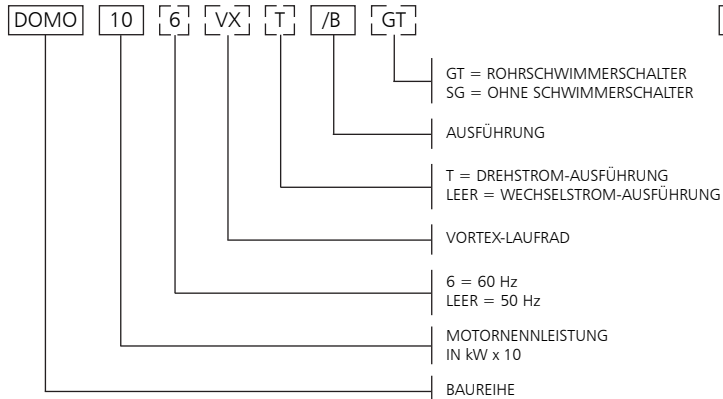 DOMO 10 6 VX T /B GT
GT = ROHRSCHWIMMERSCHALTER
SG = OHNE SCHWIMMERSCHALTER
AUSFÜHRUNG
T = DREHSTROM-AUSFÜHRUNG
LEER = WECHSELSTROM-AUSFÜHRUNG
VORTEX-LAUFRAD
6 = 60 Hz
LEER = 50 Hz
MOTORNENNLEISTUNG
IN kW x 10
BAUREIHE